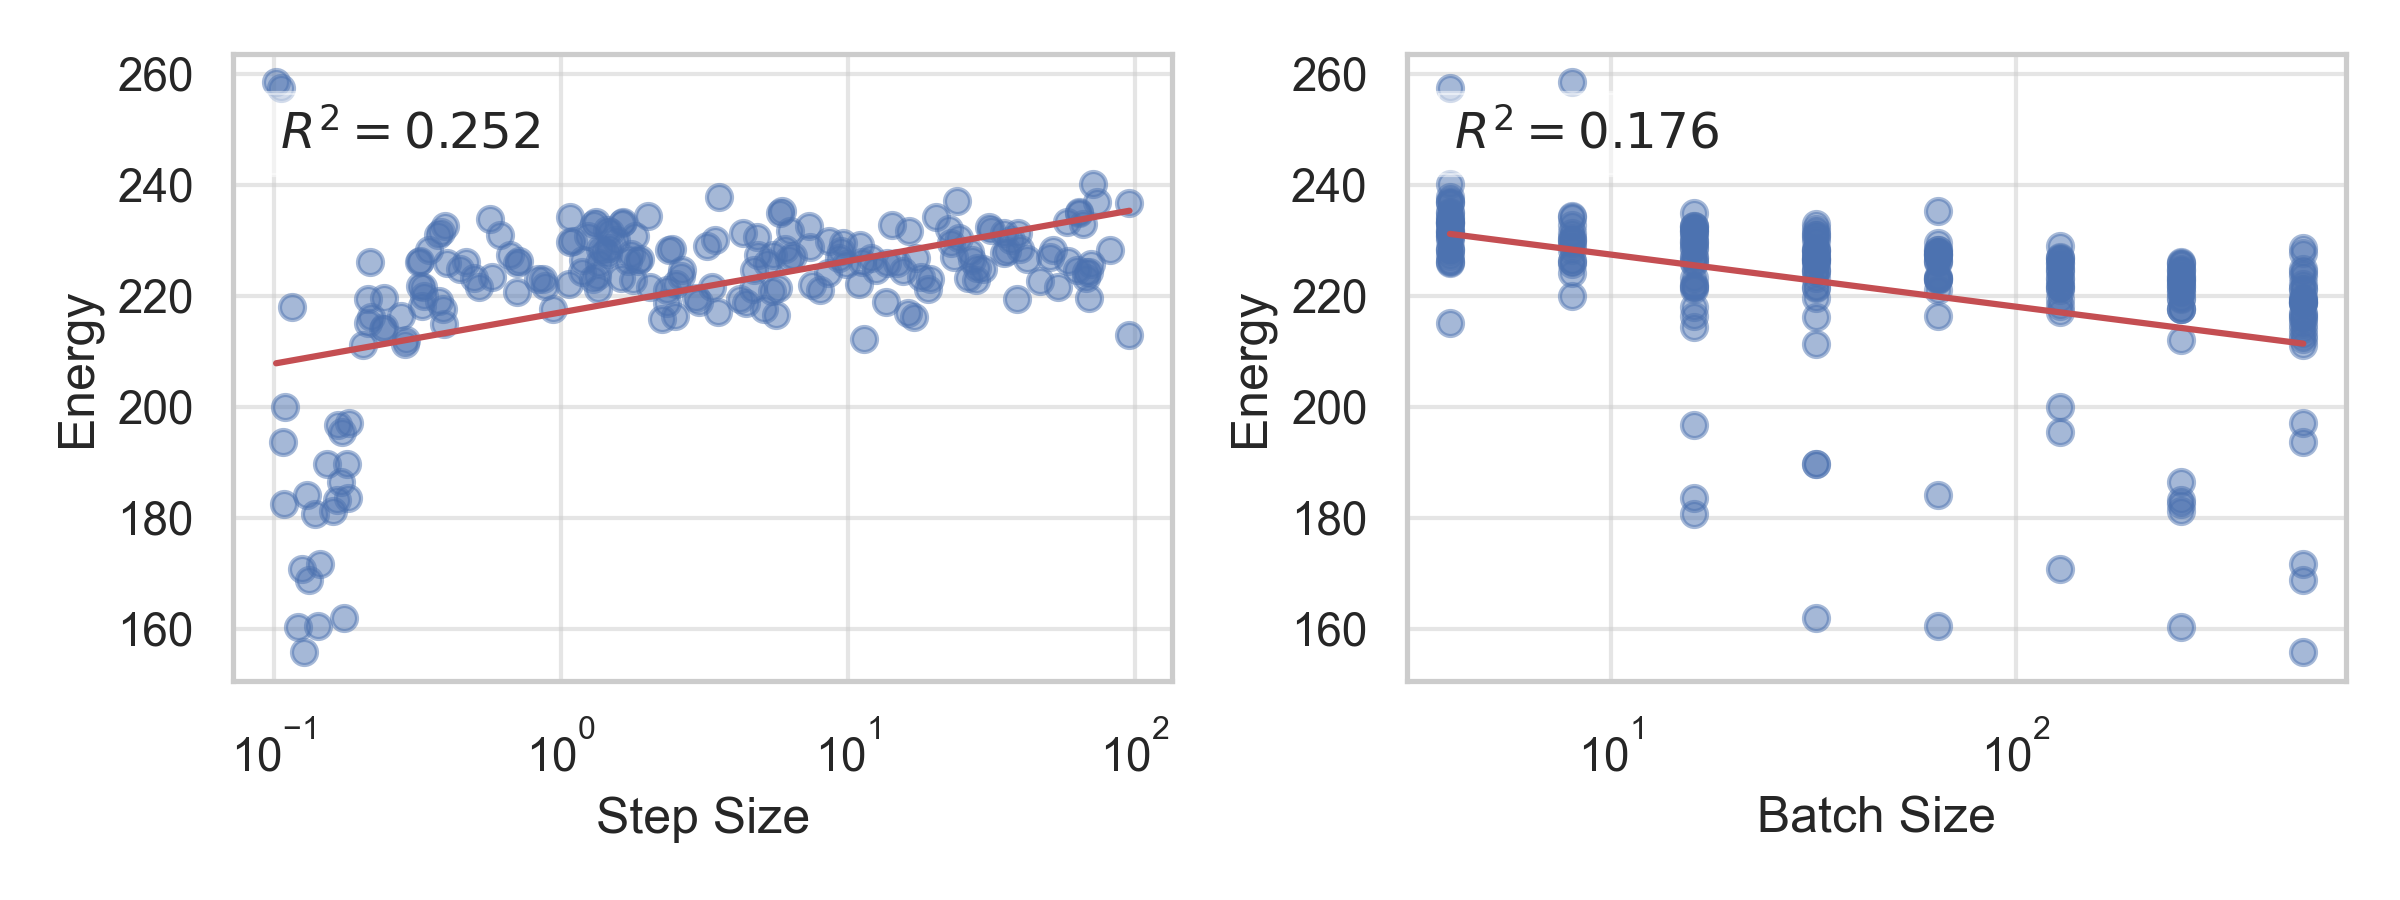 260
240
220
200
180
160
Energy
R² = 0.252
10⁻¹ 10⁰ 10¹ 10²
Step Size
260
240
220
200
180
160
Energy
R² = 0.176
10¹ 10²
Batch Size